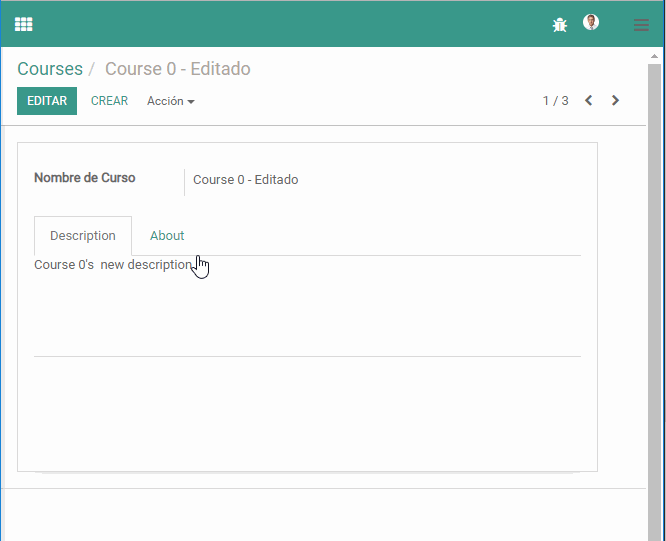 Courses / Course 0 - Editado
EDITAR CREAR Acción 1 / 3
Nombre de Curso Course 0 - Editado
Description About
Course 0's new description